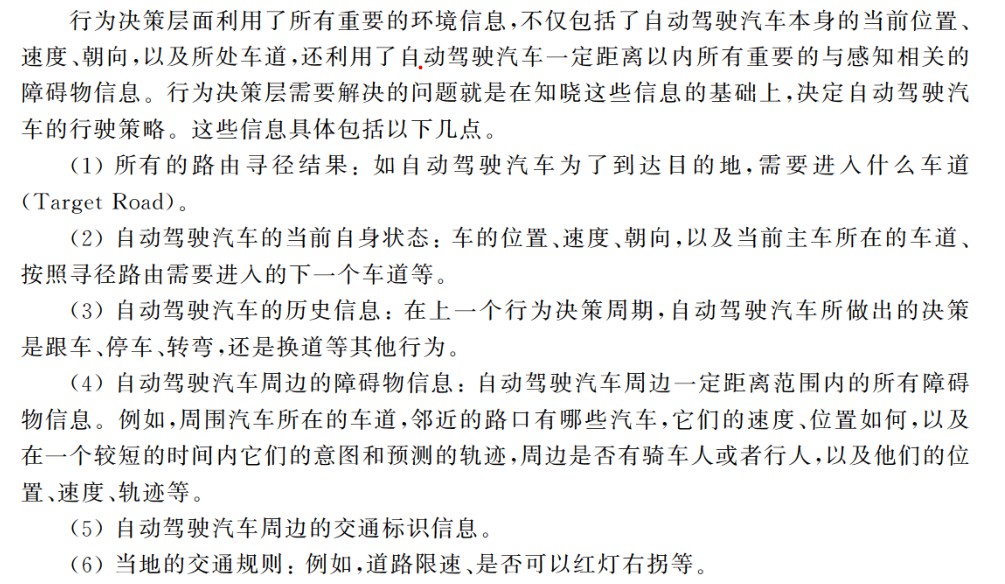 行为决策层面利用了所有重要的环境信息,不仅包括了自动驾驶汽车本身的当前位置、
速度、朝向,以及所处车道,还利用了自动驾驶汽车一定距离以内所有重要的与感知相关的
障碍物信息。行为决策层需要解决的问题就是在知晓这些信息的基础上,决定自动驾驶汽
车的行驶策略。这些信息具体包括以下几点。
(1) 所有的路由寻径结果: 如自动驾驶汽车为了到达目的地,需要进入什么车道
(Target Road)。
(2) 自动驾驶汽车的当前自身状态: 车的位置、速度、朝向,以及当前主车所在的车道、
按照寻径路由需要进入的下一个车道等。
(3) 自动驾驶汽车的历史信息: 在上一个行为决策周期,自动驾驶汽车所做出的决策
是跟车、停车、转弯,还是换道等其他行为。
(4) 自动驾驶汽车周边的障碍物信息: 自动驾驶汽车周边一定距离范围内的所有障碍
物信息。例如,周围汽车所在的车道,邻近的路口有哪些汽车,它们的速度、位置如何,以及
在一个较短的时间内它们的意图和预测的轨迹,周边是否有骑车人或者行人,以及他们的位
置、速度、轨迹等。
(5) 自动驾驶汽车周边的交通标识信息。
(6) 当地的交通规则: 例如,道路限速、是否可以红灯右拐等。